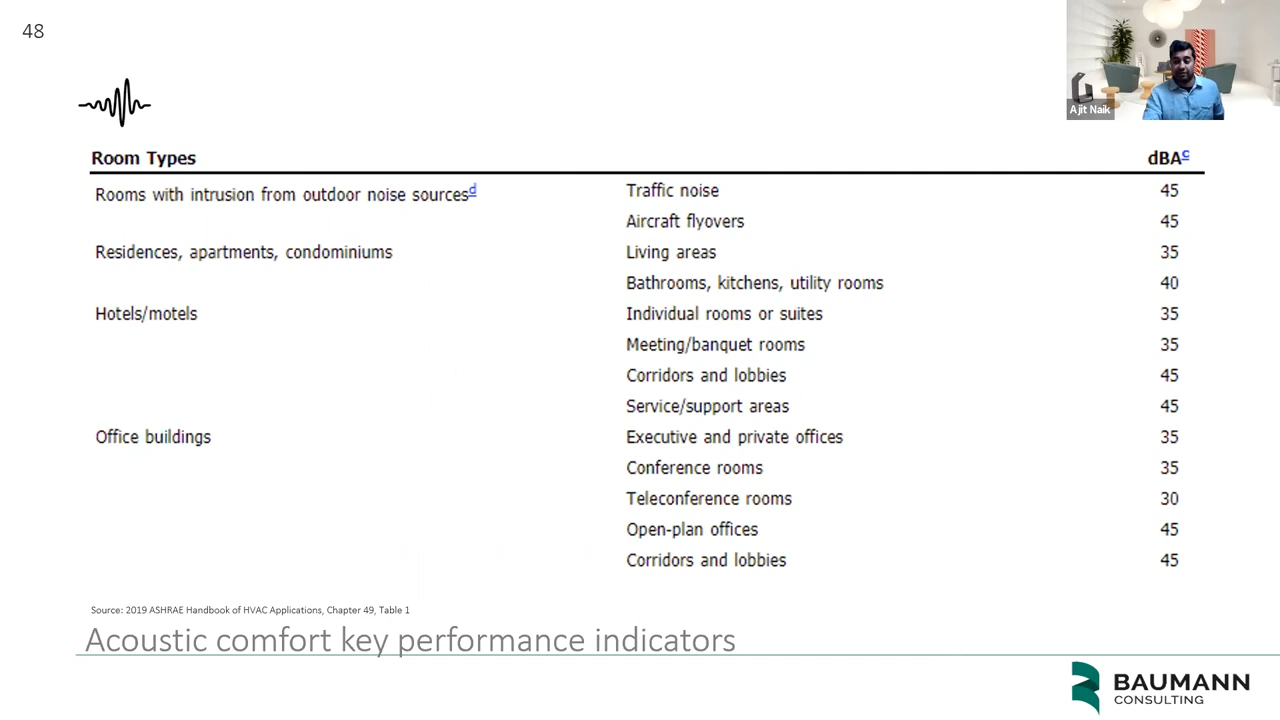 48
Ajit Naik
Room Types dBAc
Rooms with intrusion from outdoor noise sourcesd Traffic noise 45
Aircraft flyovers 45
Residences, apartments, condominiums Living areas 35
Bathrooms, kitchens, utility rooms 40
Hotels/motels Individual rooms or suites 35
Meeting/banquet rooms 35
Corridors and lobbies 45
Service/support areas 45
Office buildings Executive and private offices 35
Conference rooms 35
Teleconference rooms 30
Open-plan offices 45
Corridors and lobbies 45
Source: 2019 ASHRAE Handbook of HVAC Applications, Chapter 49, Table 1
Acoustic comfort key performance indicators
BAUMANN
CONSULTING